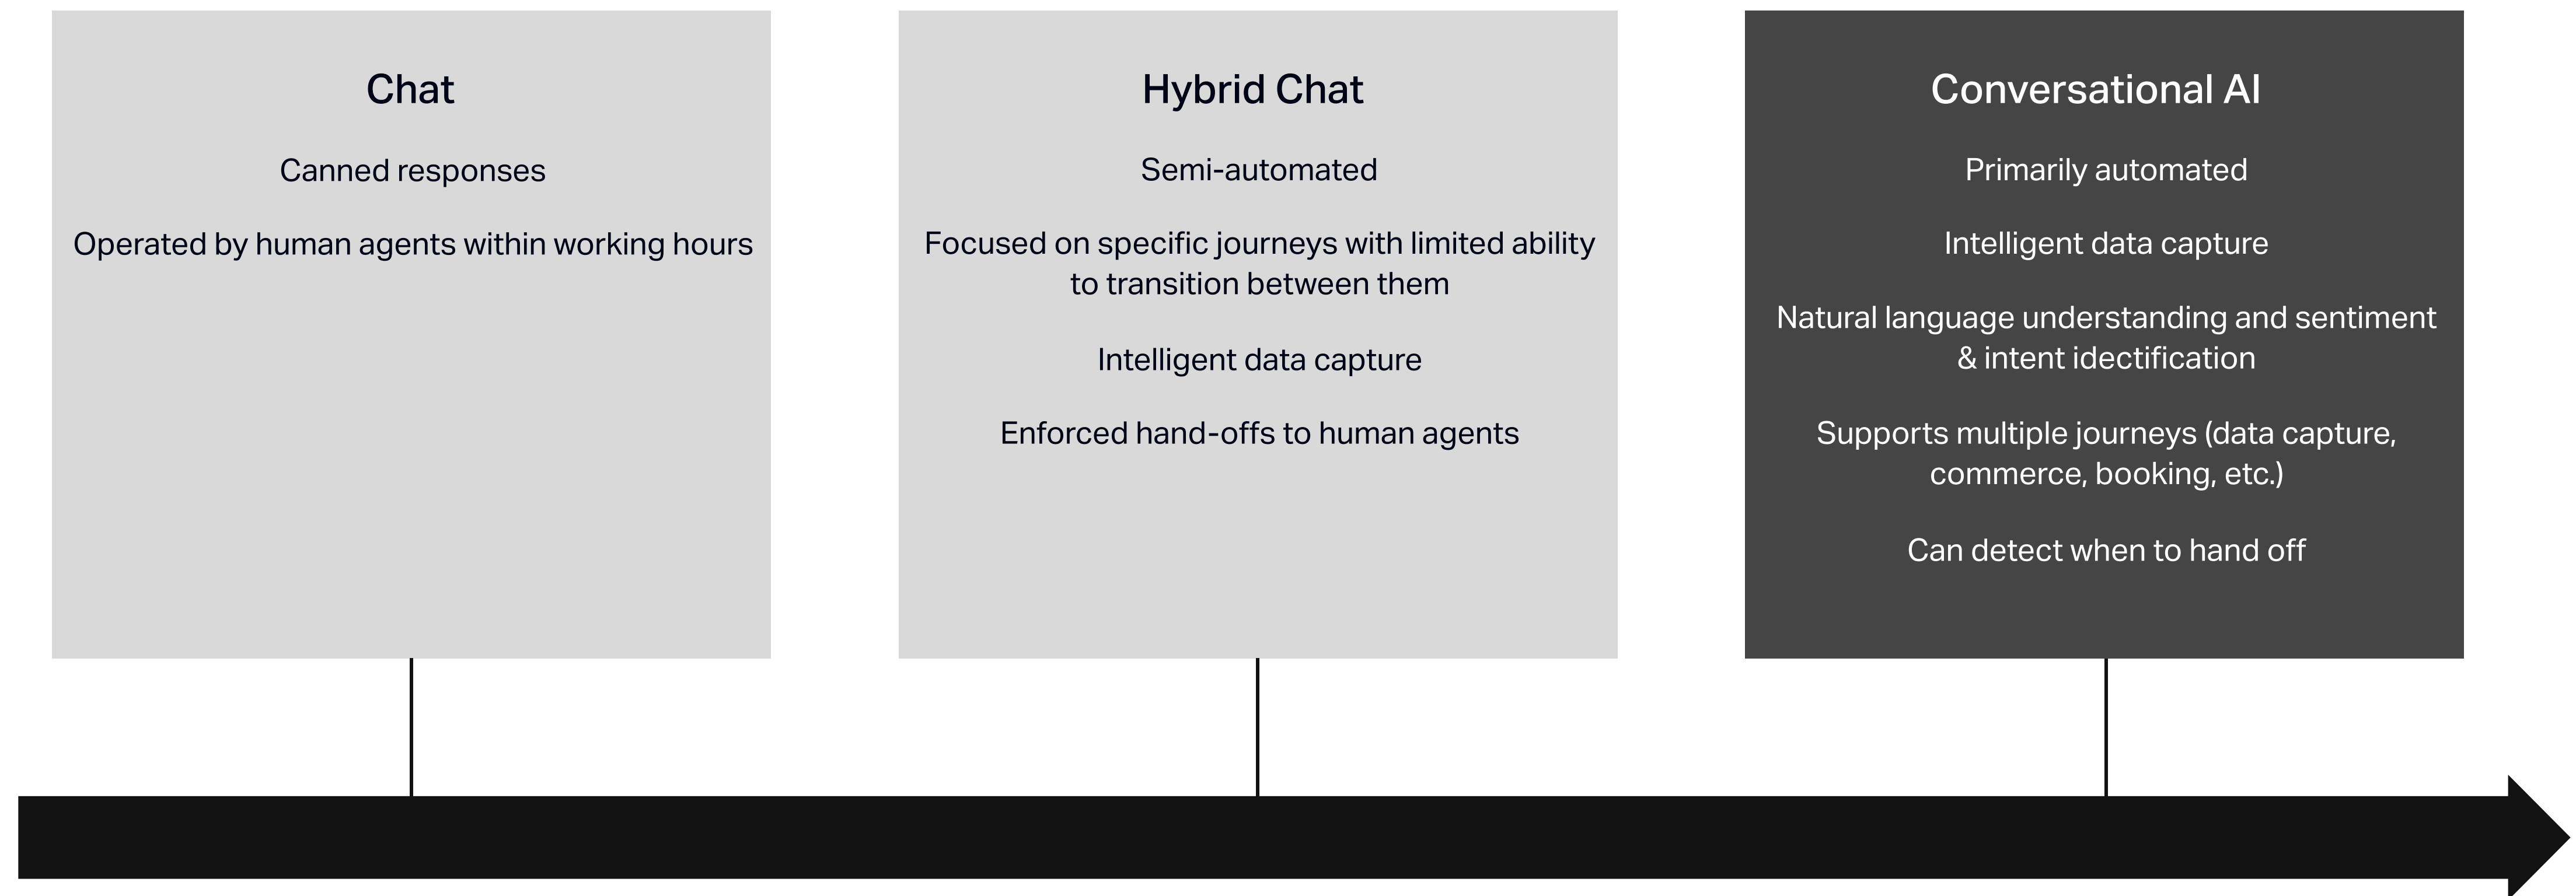 Chat
Canned responses
Operated by human agents within working hours
Hybrid Chat
Semi-automated
Focused on specific journeys with limited ability
to transition between them
Intelligent data capture
Enforced hand-offs to human agents
Conversational AI
Primarily automated
Intelligent data capture
Natural language understanding and sentiment
& intent idectification
Supports multiple journeys (data capture,
commerce, booking, etc.)
Can detect when to hand off